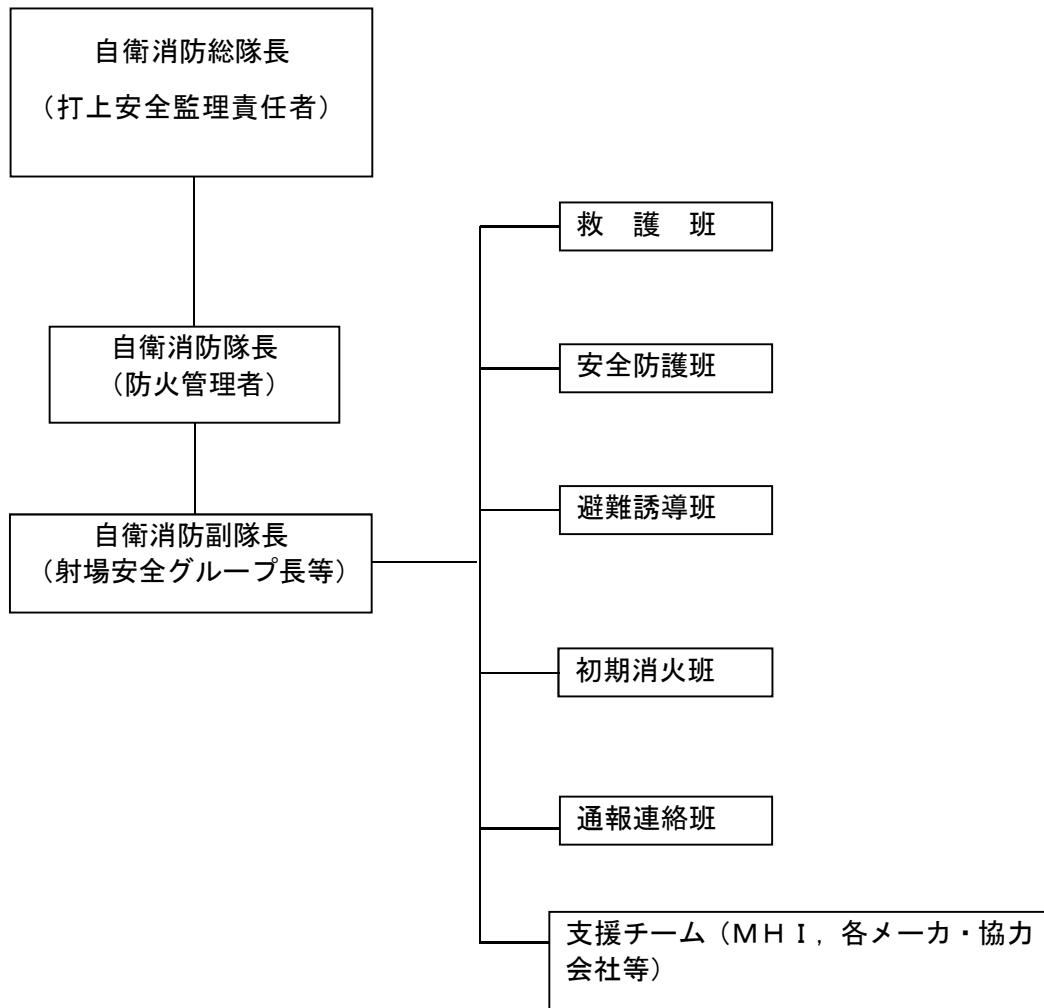 自衛消防総隊長
（打上安全監理責任者）
自衛消防隊長
（防火管理者）
自衛消防副隊長
（射場安全グループ長等）
救　護　班
安全防護班
避難誘導班
初期消火班
通報連絡班
支援チーム（ＭＨＩ，各メーカ・協力
会社等）